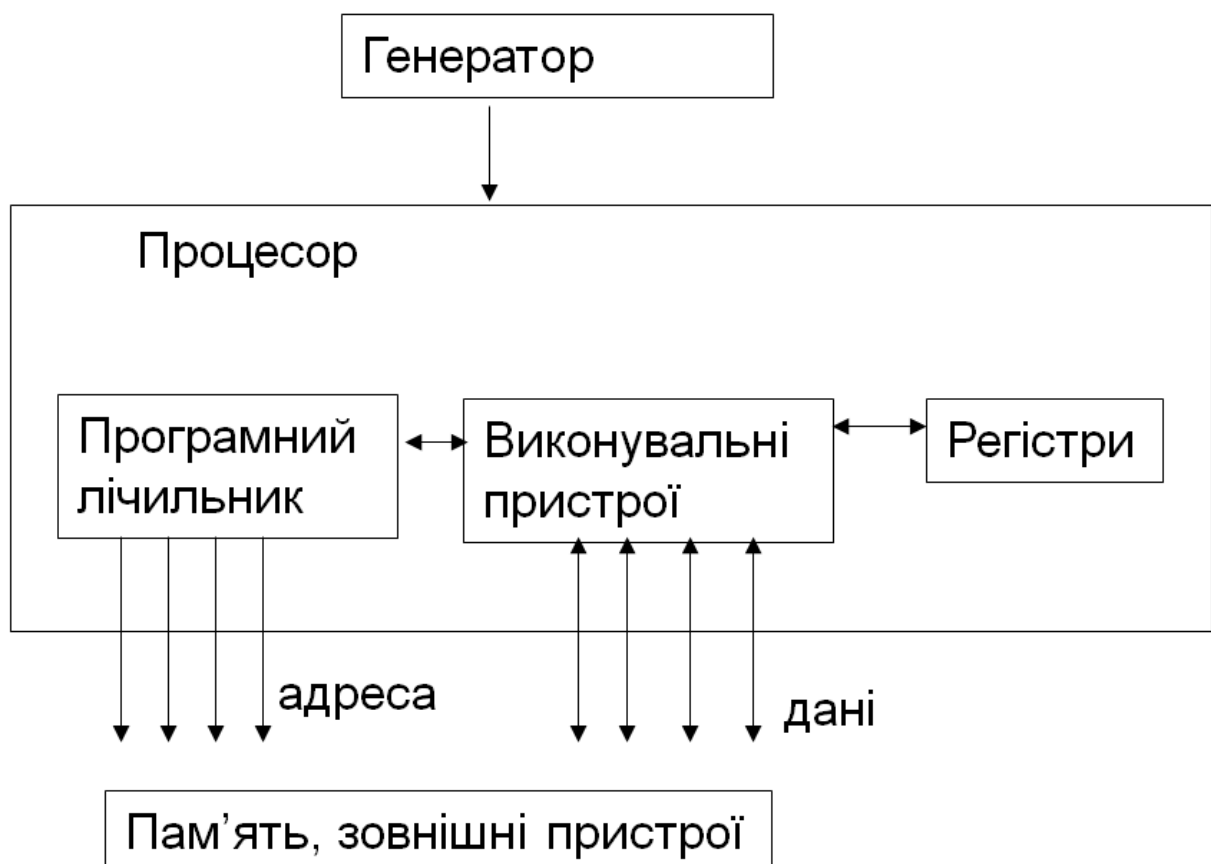 Генератор
Процесор
Програмний
лічильник
Виконувальні
пристрої
Регістри
адреса
дані
Пам’ять, зовнішні пристрої